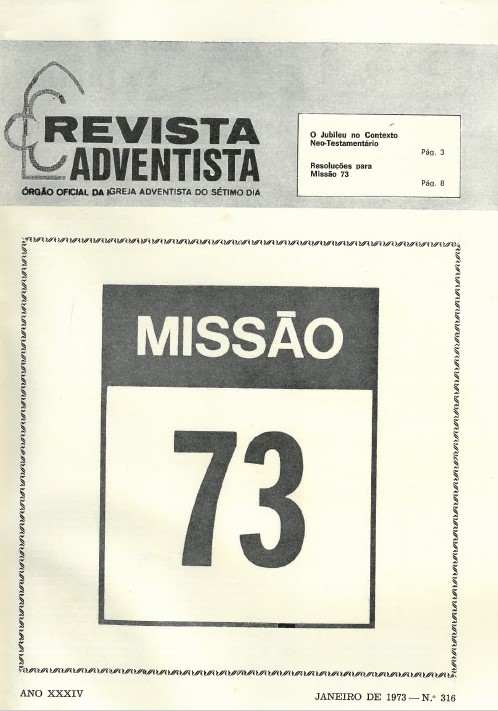 REVISTA
ADVENTISTA
ÓRGÃO OFICIAL DA IGREJA ADVENTISTA DO SÉTIMO DIA
O Jubileu no Contexto
Neo-Testamentário
Pág. 3
Resoluções para
Missão 73
Pág. 8
MISSÃO
73
ANO XXXIV
JANEIRO DE 1973 — N.º 316